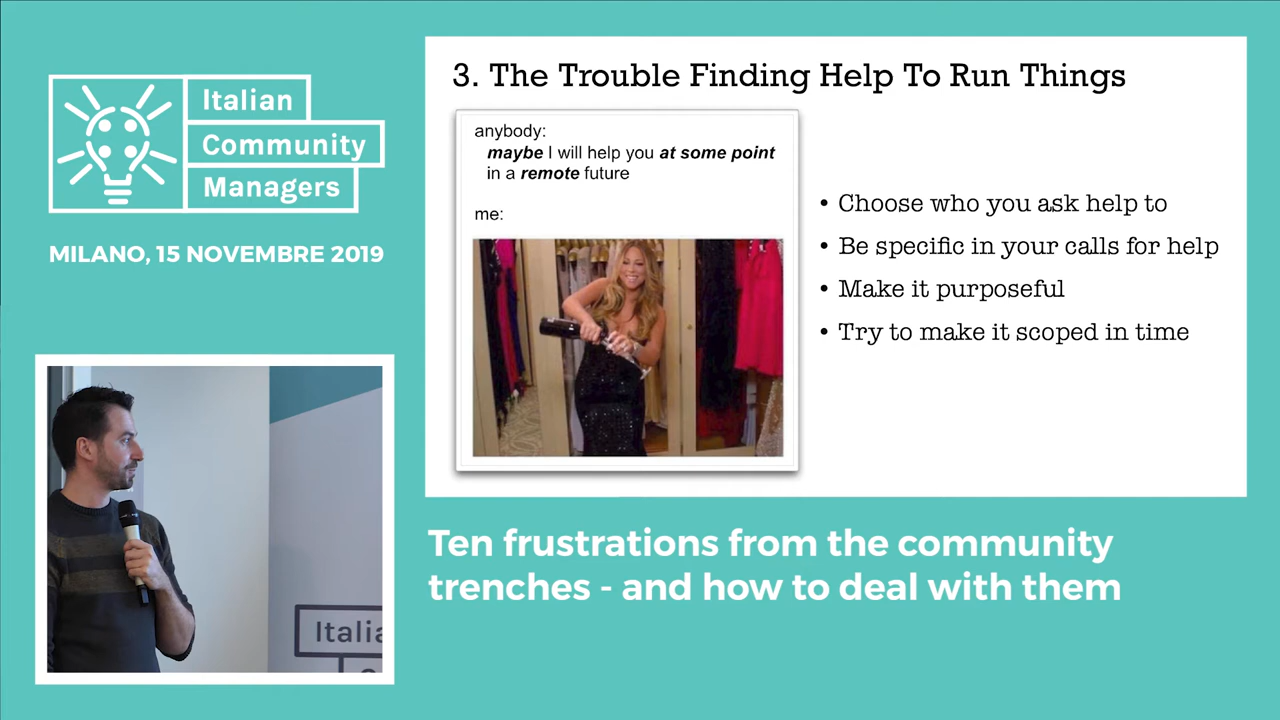 Italian
Community
Managers
MILANO, 15 NOVEMBRE 2019
3. The Trouble Finding Help To Run Things
anybody:
maybe I will help you at some point
in a remote future
me:
• Choose who you ask help to
• Be specific in your calls for help
• Make it purposeful
• Try to make it scoped in time
Italia
Ten frustrations from the community
trenches - and how to deal with them